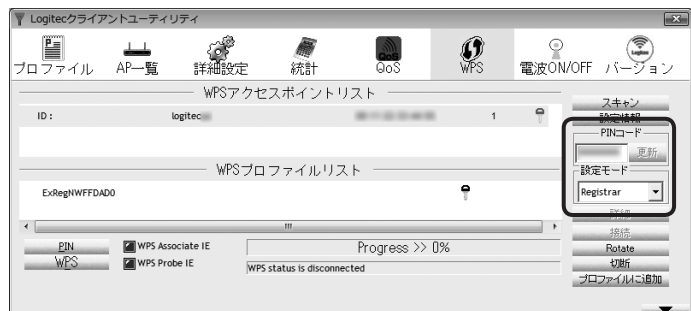 Logitecクライアントユーティリティ
プロファイル AP一覧 詳細設定 統計 QoS WPS 電波ON/OFF バージョン
WPSアクセスポイントリスト
ID : logitec 1
スキャン
設定情報
PINコード
更新
設定モード
Registrar
WPSプロファイルリスト
ExRegNWFFDAD0
詳細
接続
Rotate
切断
プロファイルに追加
PIN
WPS
WPS Associate IE
WPS Probe IE
Progress >> 0%
WPS status is disconnected